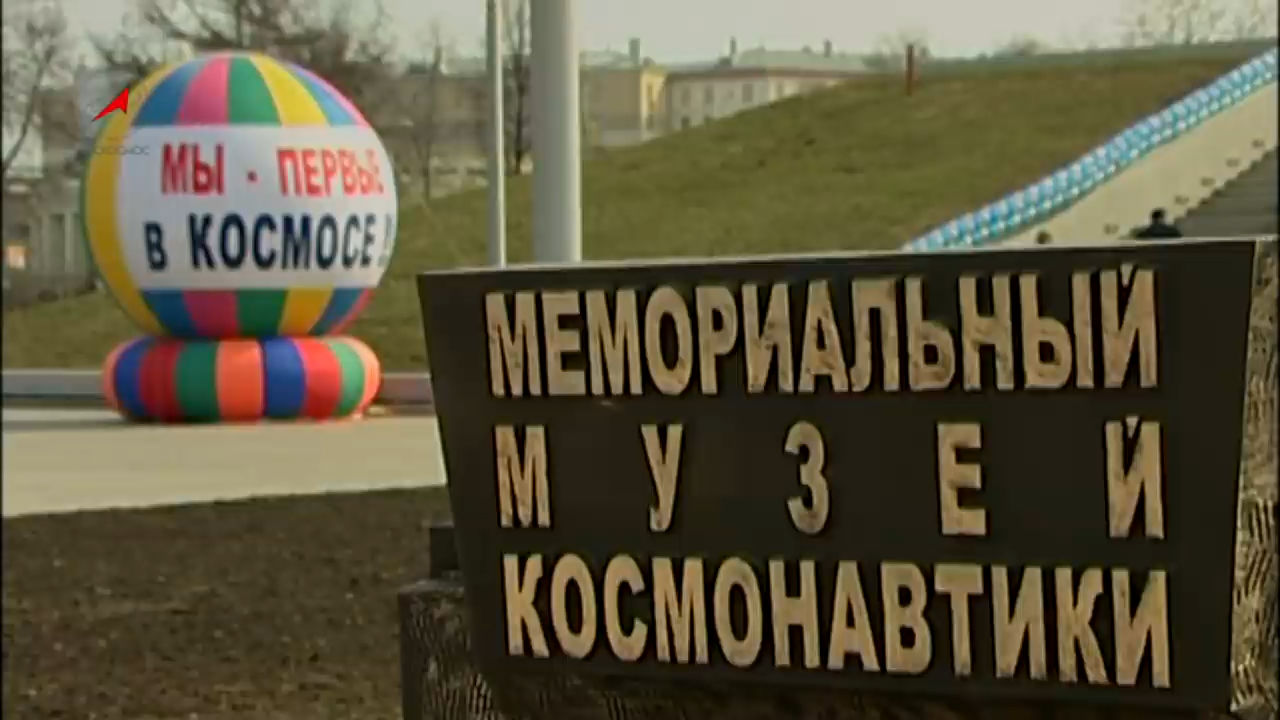 МЫ - ПЕРВЫЕ
В КОСМОСЕ!
МЕМОРИАЛЬНЫЙ
МУЗЕЙ
КОСМОНАВТИКИ